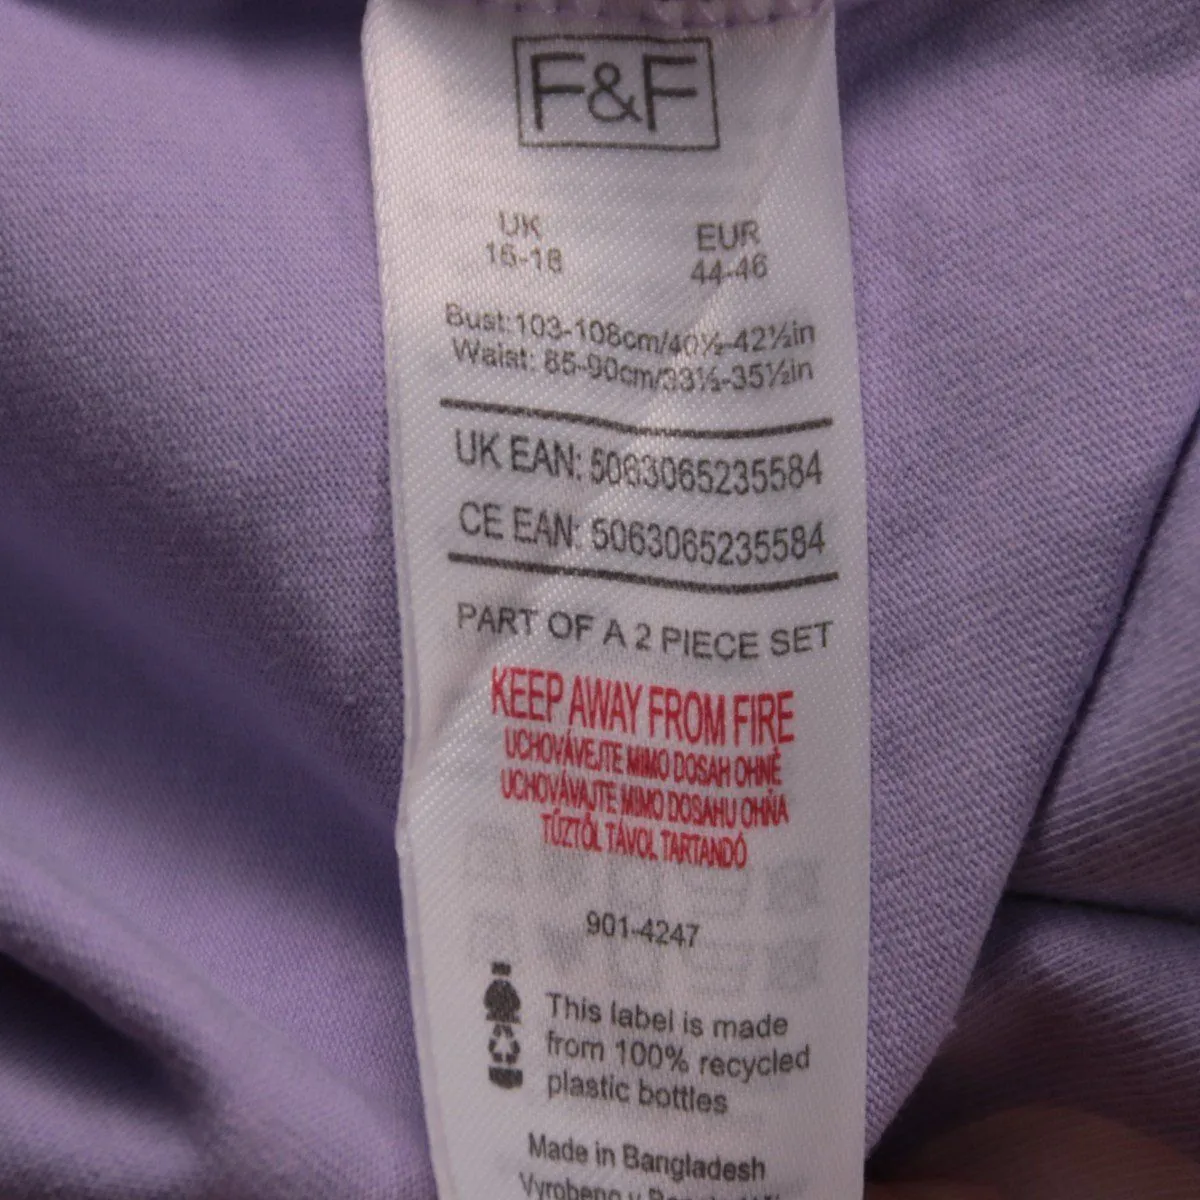 F&F
UK
16-18
EUR
44-46
Bust:103-108cm/40½-42½in
Waist: 85-90cm/33½-35½in
UK EAN: 5063065235584
CE EAN: 5063065235584
PART OF A 2 PIECE SET
KEEP AWAY FROM FIRE
UCHOVÁVEJTE MIMO DOSAH OHNĚ
UCHOVÁVAJTE MIMO DOSAHU OHŇA
TŰZTŐL TÁVOL TARTANDÓ
901-4247
This label is made
from 100% recycled
plastic bottles
Made in Bangladesh
Vyrobeno v